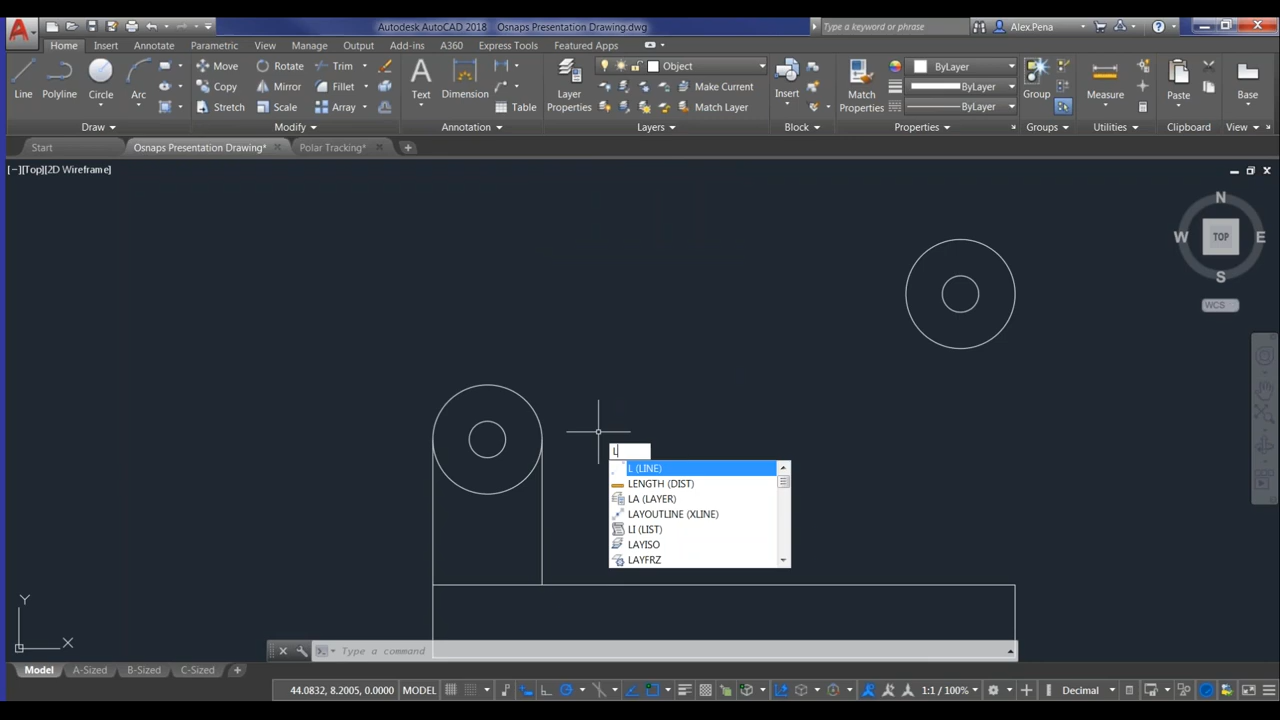 Autodesk AutoCAD 2018 Osnaps Presentation Drawing.dwg
Type a keyword or phrase
Alex.Pena
Home Insert Annotate Parametric View Manage Output Add-ins A360 Express Tools Featured Apps
Line Polyline Circle Arc
Move Rotate Trim
Copy Mirror Fillet
Stretch Scale Array
Text Dimension Table
Layer Properties
Object
Make Current
Match Layer
Insert
Match Properties
ByLayer
ByLayer
ByLayer
Group
Measure
Paste
Base
Draw Modify Annotation Layers Block Properties Groups Utilities Clipboard View
Start Osnaps Presentation Drawing* Polar Tracking*
[−][Top][2D Wireframe]
N
W TOP E
S
WCS
L
L (LINE)
LENGTH (DIST)
LA (LAYER)
LAYOUTLINE (XLINE)
LI (LIST)
LAYISO
LAYFRZ
Y
X
Type a command
Model A-Sized B-Sized C-Sized
44.0832, 8.2005, 0.0000 MODEL 1:1 / 100% Decimal